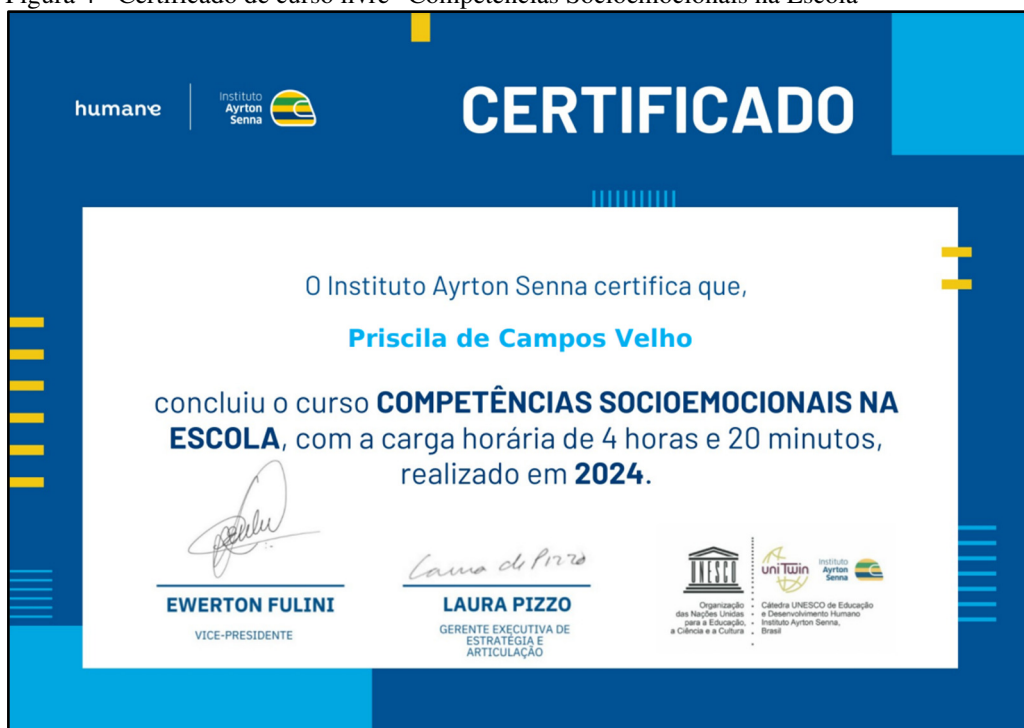 Figura 4 - Certificado de curso livre "Competências Socioemocionais na Escola"
humane
Instituto
Ayrton
Senna
CERTIFICADO
O Instituto Ayrton Senna certifica que,
Priscila de Campos Velho
concluiu o curso COMPETÊNCIAS SOCIOEMOCIONAIS NA
ESCOLA, com a carga horária de 4 horas e 20 minutos,
realizado em 2024.
Laura di Pizzo
EWERTON FULINI
VICE-PRESIDENTE
LAURA PIZZO
GERENTE EXECUTIVA DE
ESTRATÉGIA E
ARTICULAÇÃO
UNESCO
Organização
das Nações Unidas
para a Educação,
a Ciência e a Cultura
uniTwin
Instituto
Ayrton
Senna
Cátedra UNESCO de Educação
e Desenvolvimento Humano
Instituto Ayrton Senna,
Brasil